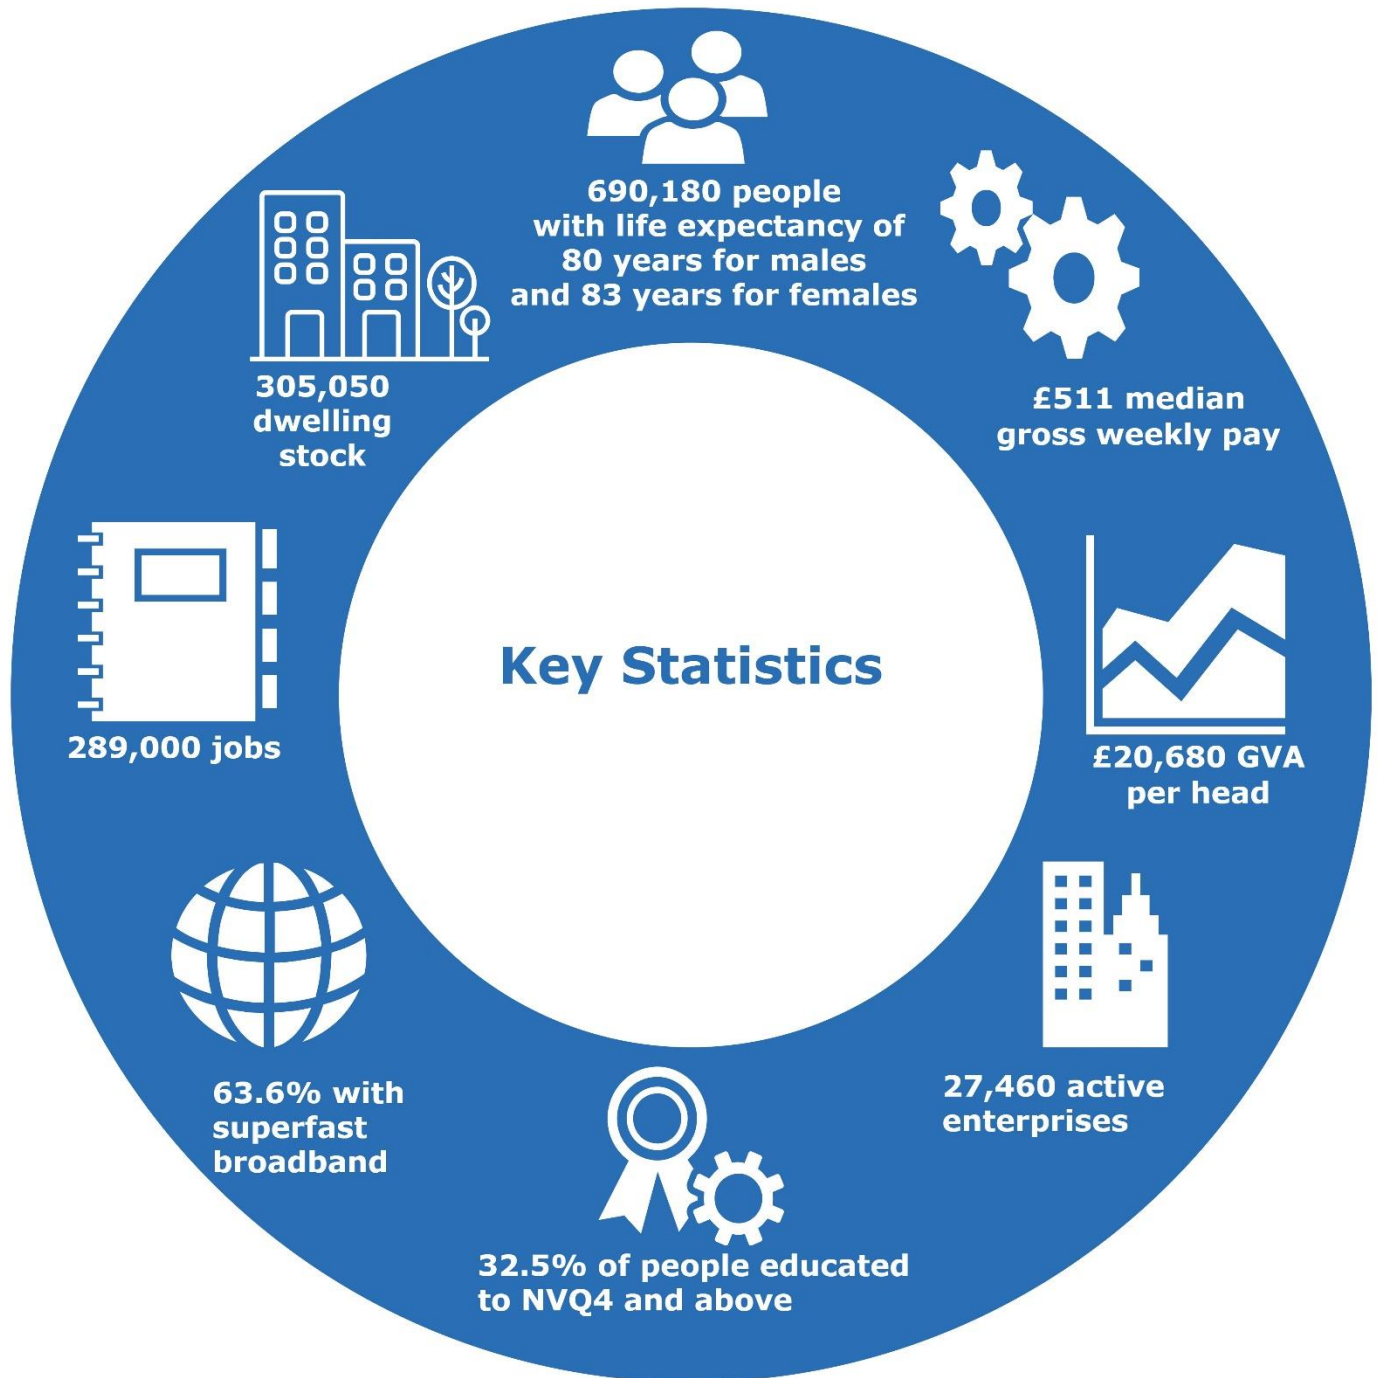 690,180 people
with life expectancy of
80 years for males
and 83 years for females
£511 median
gross weekly pay
£20,680 GVA
per head
27,460 active
enterprises
32.5% of people educated
to NVQ4 and above
63.6% with
superfast
broadband
289,000 jobs
305,050
dwelling
stock
Key Statistics